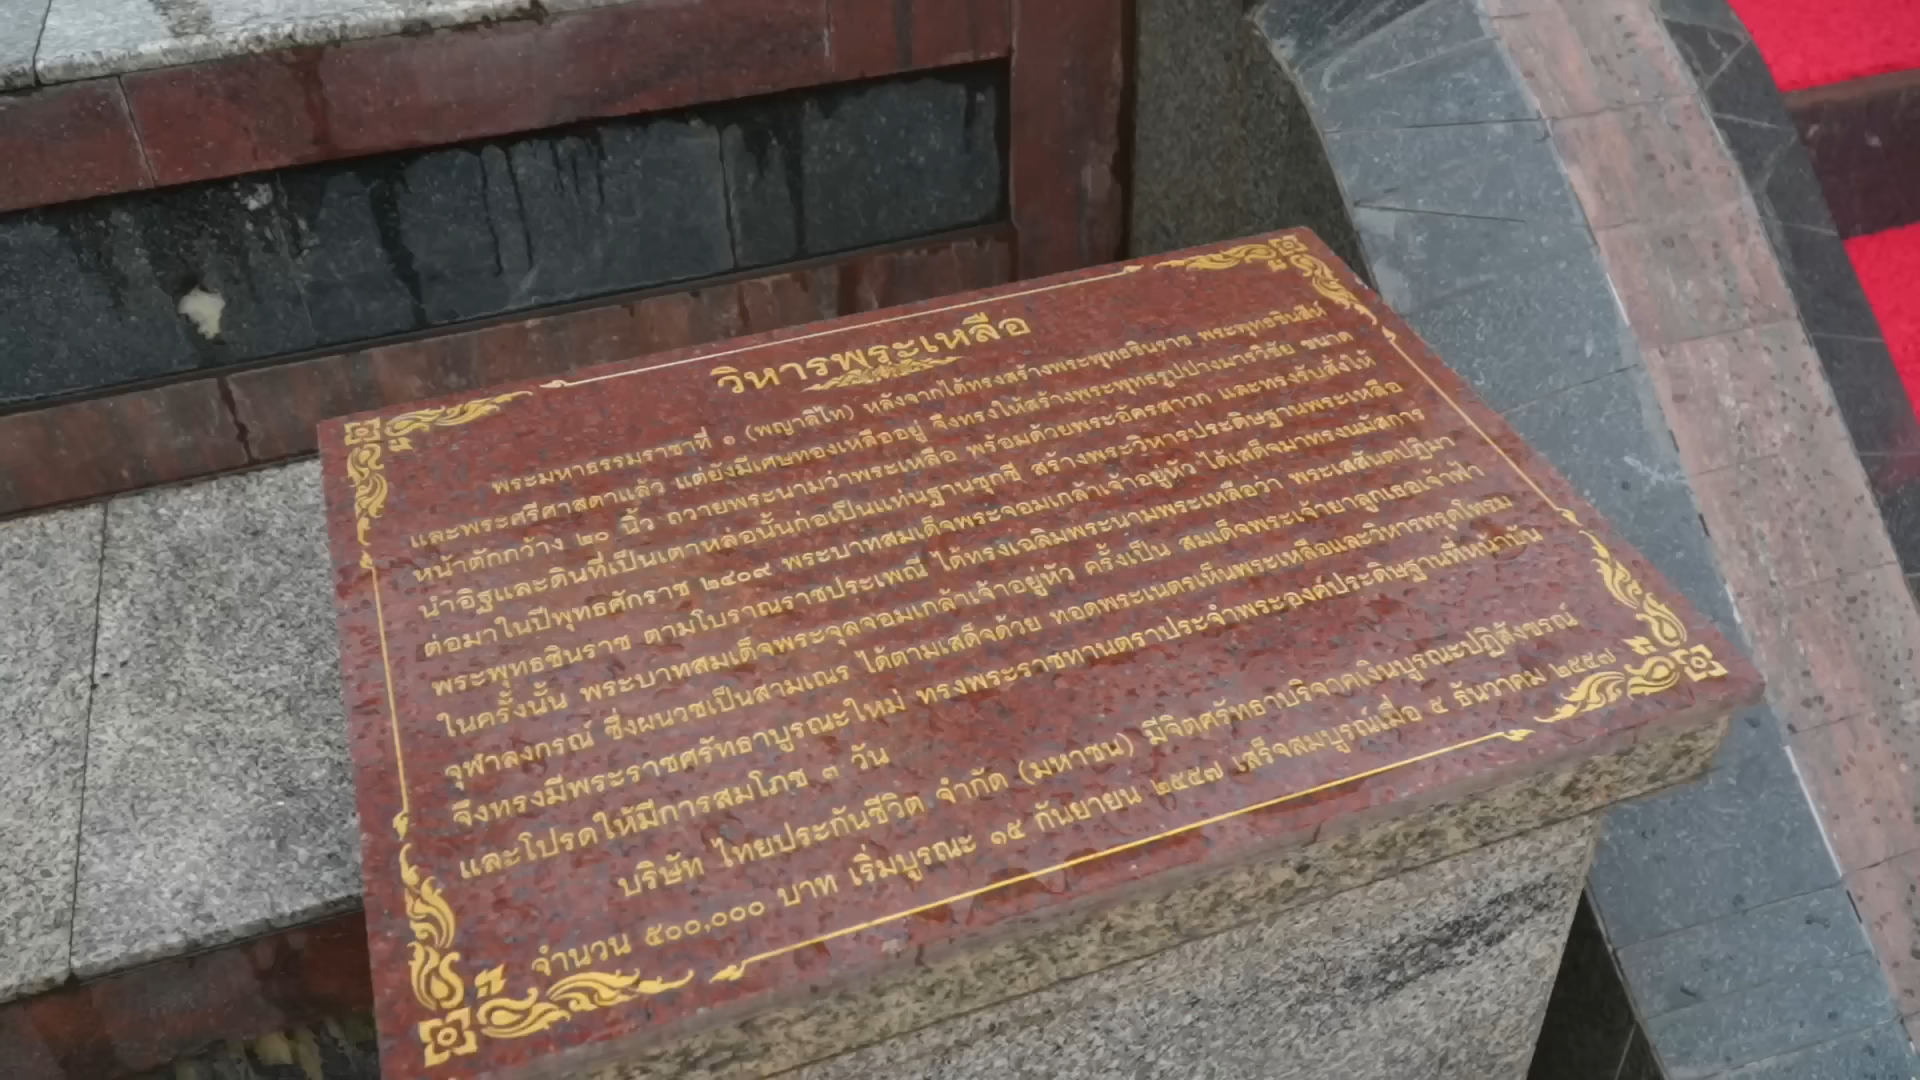 วิหารพระเหลือ
พระมหาธรรมราชาที่ ๑ (พญาลิไท) หลังจากได้ทรงสร้างพระพุทธชินราช พระพุทธชินสีห์
และพระศรีศาสดาแล้ว แต่ยังมีเศษทองเหลืออยู่ จึงทรงให้สร้างพระพุทธรูปปางมารวิชัย ขนาด
หน้าตักกว้าง ๒๐ นิ้ว ถวายพระนามว่าพระเหลือ พร้อมด้วยพระอัครสาวก และทรงรับสั่งให้
นำอิฐและดินที่เป็นเตาหล่อนั้นก่อเป็นแท่นฐานชุกชี สร้างพระวิหารประดิษฐานพระเหลือ
ต่อมาในปีพุทธศักราช ๒๔๐๙ พระบาทสมเด็จพระจอมเกล้าเจ้าอยู่หัว ได้เสด็จมาทรงนมัสการ
พระพุทธชินราช ตามโบราณราชประเพณี ได้ทรงเฉลิมพระนามพระเหลือว่า พระเสสันตปฏิมา
ในครั้งนั้น พระบาทสมเด็จพระจุลจอมเกล้าเจ้าอยู่หัว ครั้งเป็น สมเด็จพระเจ้ายาลูกเธอเจ้าฟ้า
จุฬาลงกรณ์ ซึ่งผนวชเป็นสามเณร ได้ตามเสด็จด้วย ทอดพระเนตรเห็นพระเหลือและวิหารทรุดโทรม
จึงทรงมีพระราชศรัทธาบูรณะใหม่ ทรงพระราชทานตราประจำพระองค์ประดิษฐานที่หน้าบัน
และโปรดให้มีการสมโภช ๓ วัน
บริษัท ไทยประกันชีวิต จำกัด (มหาชน) มีจิตศรัทธาบริจาคเงินบูรณะปฏิสังขรณ์
จำนวน ๕๐๐,๐๐๐ บาท เริ่มบูรณะ ๑๕ กันยายน ๒๕๔๗ เสร็จสมบูรณ์เมื่อ ๕ ธันวาคม ๒๕๔๗